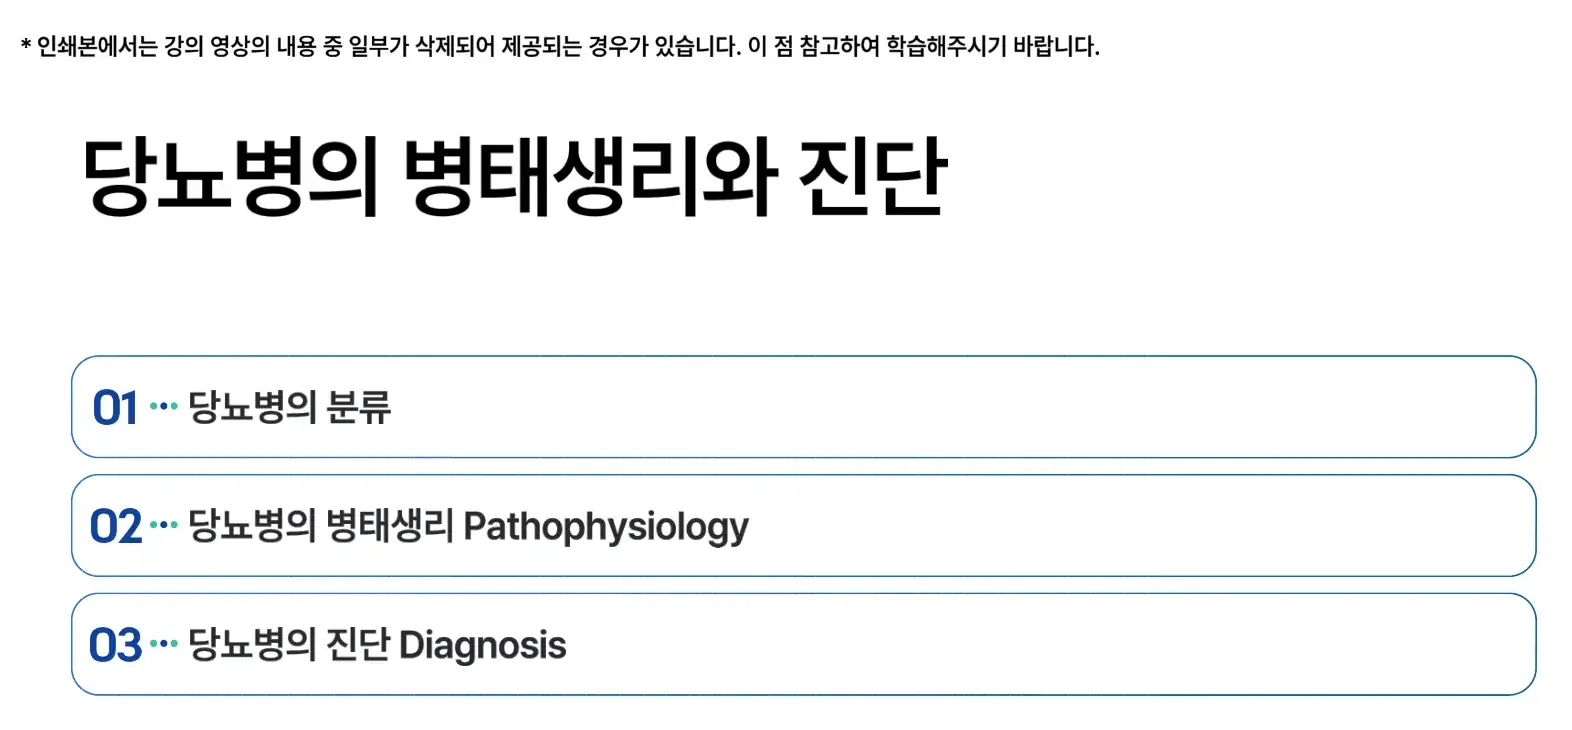 * 인쇄본에서는 강의 영상의 내용 중 일부가 삭제되어 제공되는 경우가 있습니다. 이 점 참고하여 학습해주시기 바랍니다.
당뇨병의 병태생리와 진단
01 ··· 당뇨병의 분류
02 ··· 당뇨병의 병태생리 Pathophysiology
03 ··· 당뇨병의 진단 Diagnosis